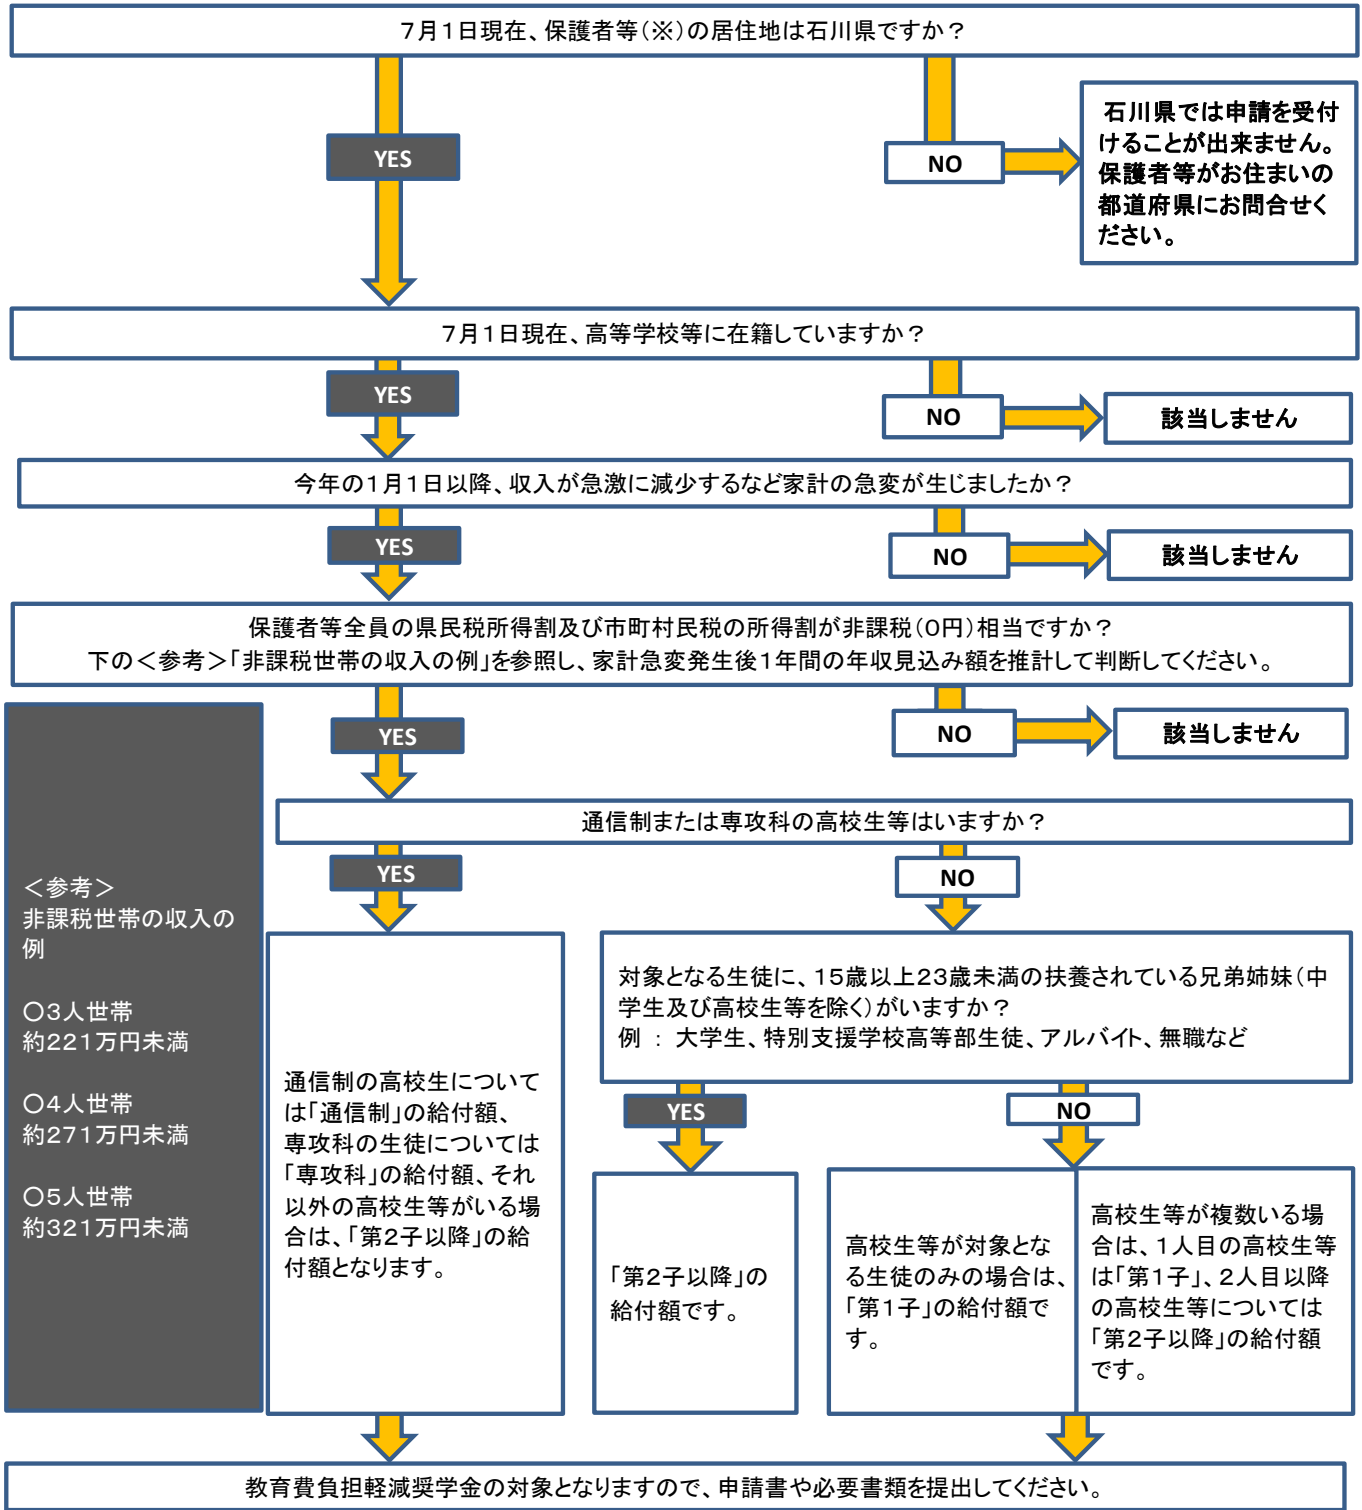 7月1日現在、保護者等(※)の居住地は石川県ですか?
YES
NO
石川県では申請を受付
けることが出来ません。
保護者等がお住まいの
都道府県にお問合せく
ださい。
7月1日現在、高等学校等に在籍していますか?
YES
NO
該当しません
今年の1月1日以降、収入が急激に減少するなど家計の急変が生じましたか?
YES
NO
該当しません
保護者等全員の県民税所得割及び市町村民税の所得割が非課税(0円)相当ですか?
下の<参考>「非課税世帯の収入の例」を参照し、家計急変発生後1年間の年収見込み額を推計して判断してください。
YES
NO
該当しません
通信制または専攻科の高校生等はいますか?
YES
NO
<参考>
非課税世帯の収入の
例
○3人世帯
約221万円未満
○4人世帯
約271万円未満
○5人世帯
約321万円未満
通信制の高校生について
は「通信制」の給付額、
専攻科の生徒については
「専攻科」の給付額、それ
以外の高校生等がいる場
合は、「第2子以降」の給
付額となります。
対象となる生徒に、15歳以上23歳未満の扶養されている兄弟姉妹(中
学生及び高校生等を除く)がいますか?
例 : 大学生、特別支援学校高等部生徒、アルバイト、無職など
YES
NO
「第2子以降」の
給付額です。
高校生等が対象とな
る生徒のみの場合は、
「第1子」の給付額で
す。
高校生等が複数いる場
合は、1人目の高校生等
は「第1子」、2人目以降
の高校生等については
「第2子以降」の給付額
です。
教育費負担軽減奨学金の対象となりますので、申請書や必要書類を提出してください。